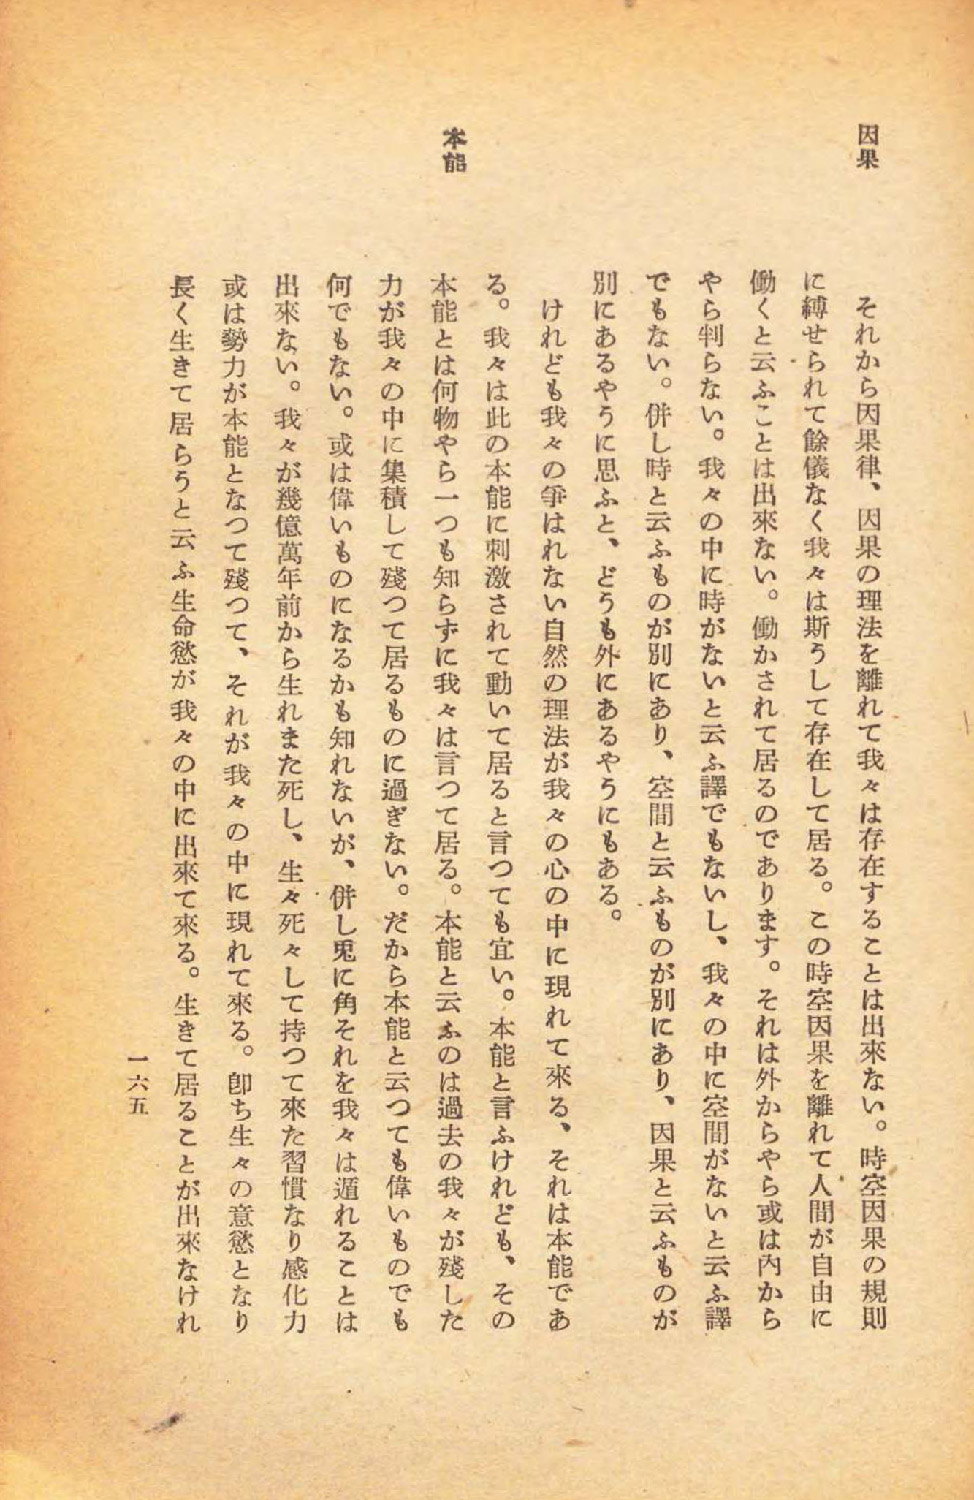 因果
それから因果律、因果の理法を離れて我々は存在することは出來ない。時空因果の規則
に縛せられて餘儀なく我々は斯うして存在して居る。この時空因果を離れて人間が自由に
働くと云ふことは出來ない。働かされて居るのであります。それは外からやら或は內から
やら判らない。我々の中に時がないと云ふ譯でもないし、我々の中に空間がないと云ふ譯
でもない。併し時と云ふものが別にあり、空間と云ふものが別にあり、因果と云ふものが
別にあるやうに思ふと、どうも外にあるやうにもある。
本能
けれども我々の爭はれない自然の理法が我々の心の中に現れて來る、それは本能であ
る。我々は此の本能に刺激されて動いて居ると言つても宜い。本能と言ふけれども、その
本能とは何物やら一つも知らずに我々は言つて居る。本能と云ふのは過去の我々が殘した
力が我々の中に集積して殘つて居るものに過ぎない。だから本能と云つても偉いものでも
何でもない。或は偉いものになるかも知れないが、併し兎に角それを我々は遁れることは
出來ない。我々が幾億萬年前から生れまた死し、生々死々して持つて來た習慣なり感化力
或は勢力が本能となつて殘つて、それが我々の中に現れて來る。卽ち生々の意慾となり
長く生きて居らうと云ふ生命慾が我々の中に出來て來る。生きて居ることが出來なけれ
一六五